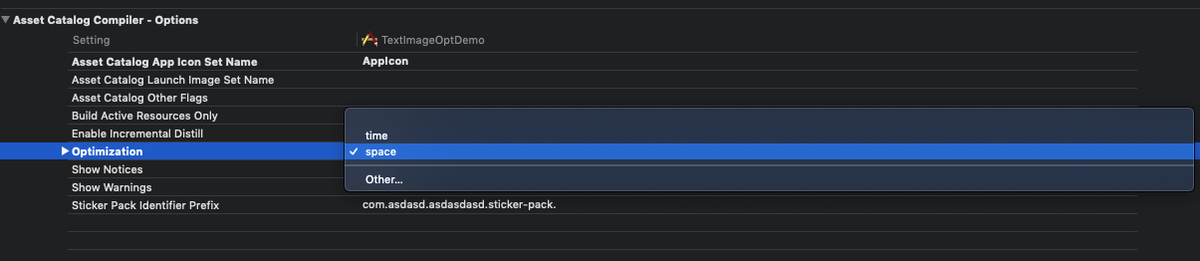 Asset Catalog Compiler - Options
Setting TextImageOptDemo
Asset Catalog App Icon Set Name AppIcon
Asset Catalog Launch Image Set Name
Asset Catalog Other Flags
Build Active Resources Only
Enable Incremental Distill time
Optimization space
Show Notices
Show Warnings Other...
Sticker Pack Identifier Prefix com.asdasd.asdasdasd.sticker-pack.